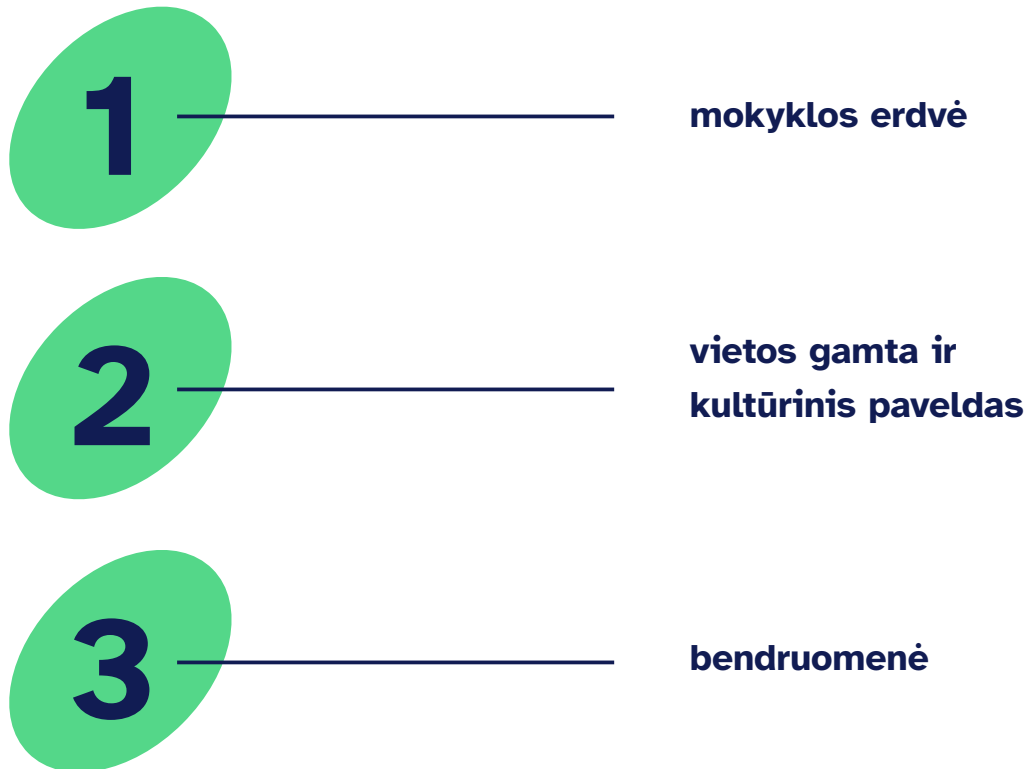 1
mokyklos erdvė
2
vietos gamta ir
kultūrinis paveldas
3
bendruomenė